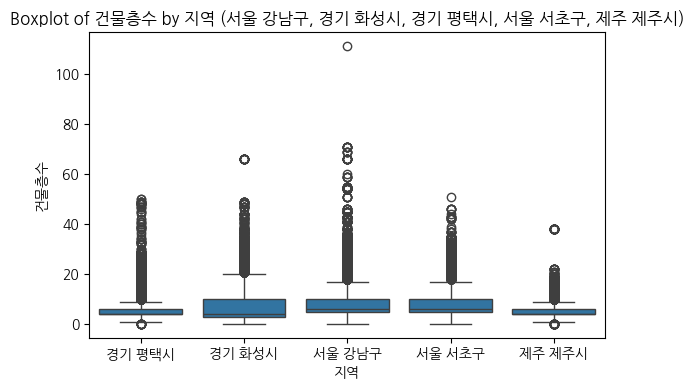 Boxplot of 건물층수 by 지역 (서울 강남구, 경기 화성시, 경기 평택시, 서울 서초구, 제주 제주시)
건물층수
100
80
60
40
20
0
경기 평택시 경기 화성시 서울 강남구 서울 서초구 제주 제주시
지역